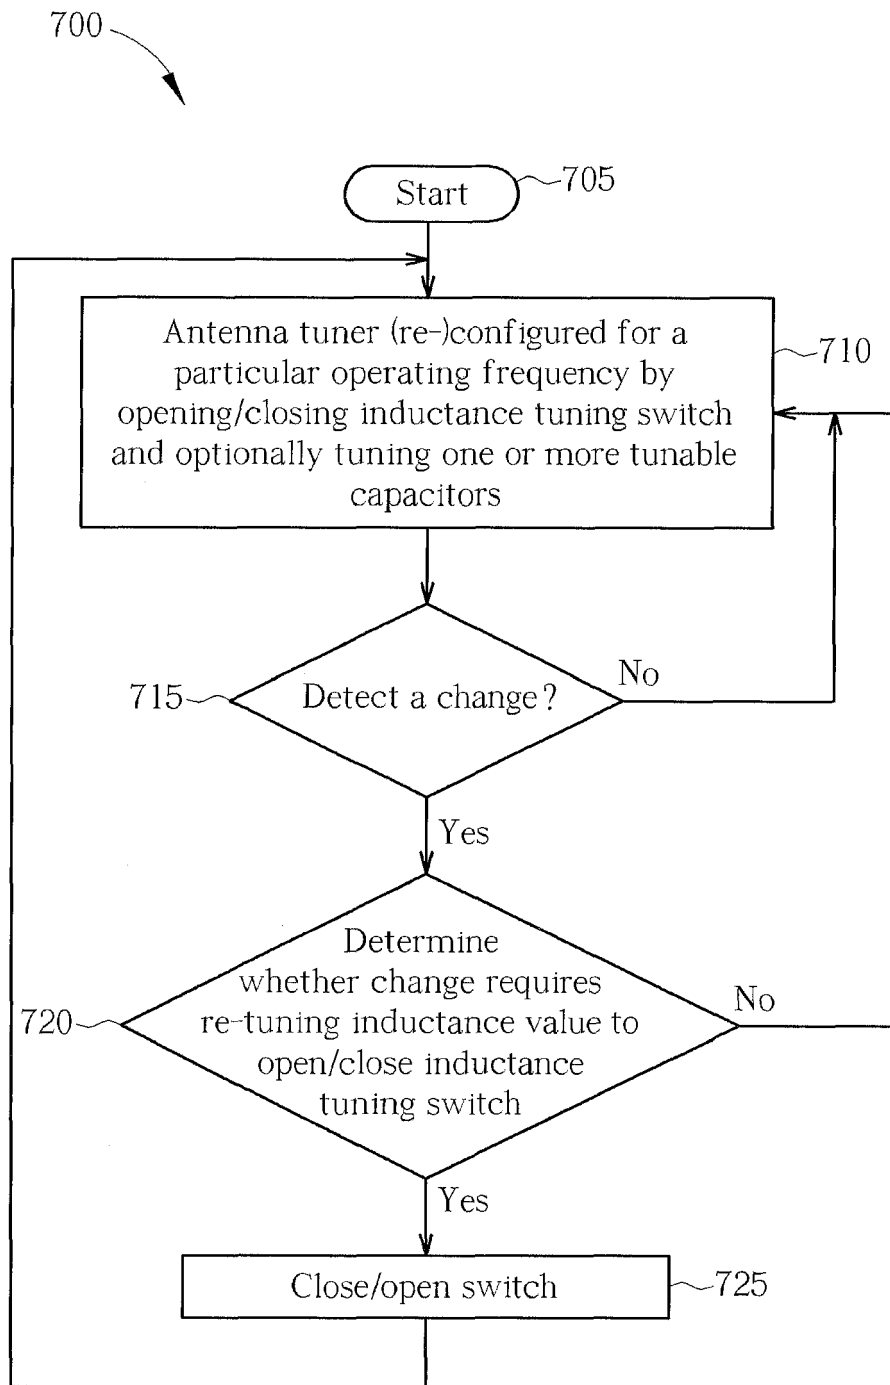 700
Start
705
Antenna tuner (re-)configured for a
particular operating frequency by
opening/closing inductance tuning switch
and optionally tuning one or more tunable
capacitors
710
715
Detect a change?
No
Yes
Determine
whether change requires
re-tuning inductance value to
open/close inductance
tuning switch
720
No
Yes
Close/open switch
725